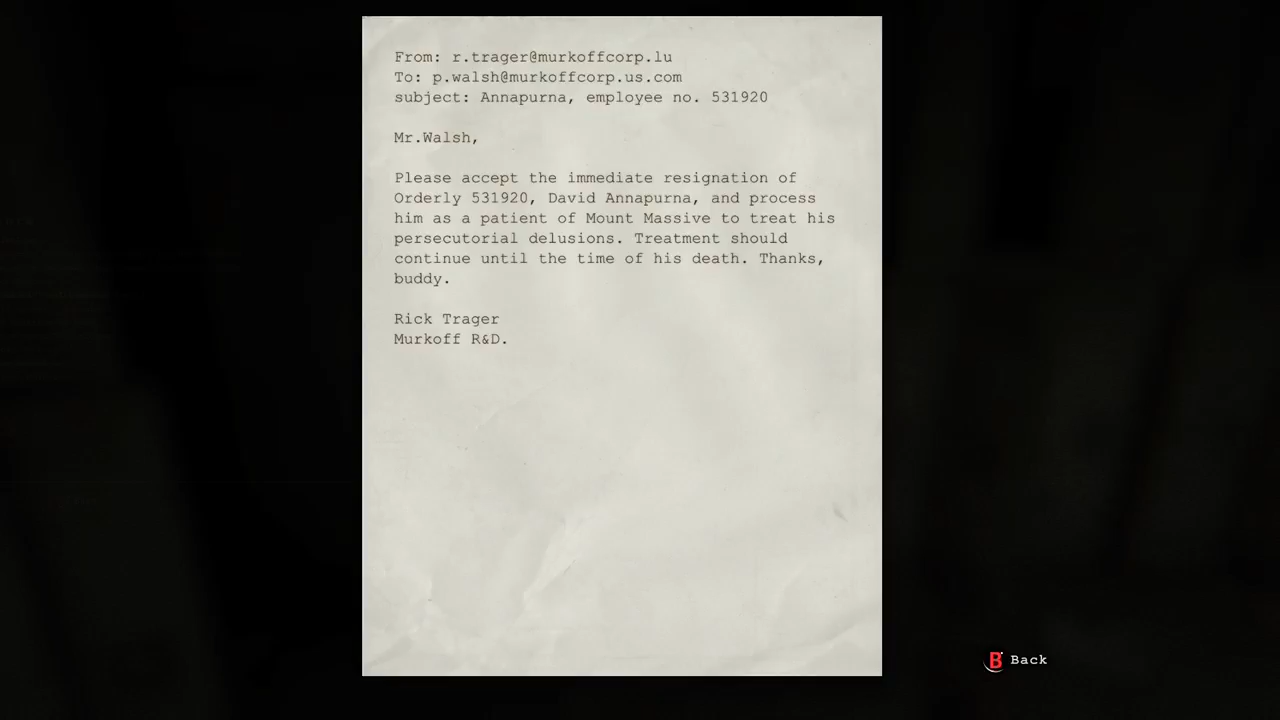 From: r.trager@murkoffcorp.lu
To: p.walsh@murkoffcorp.us.com
subject: Annapurna, employee no. 531920
Mr.Walsh,
Please accept the immediate resignation of
Orderly 531920, David Annapurna, and process
him as a patient of Mount Massive to treat his
persecutorial delusions. Treatment should
continue until the time of his death. Thanks,
buddy.
Rick Trager
Murkoff R&D.
B Back